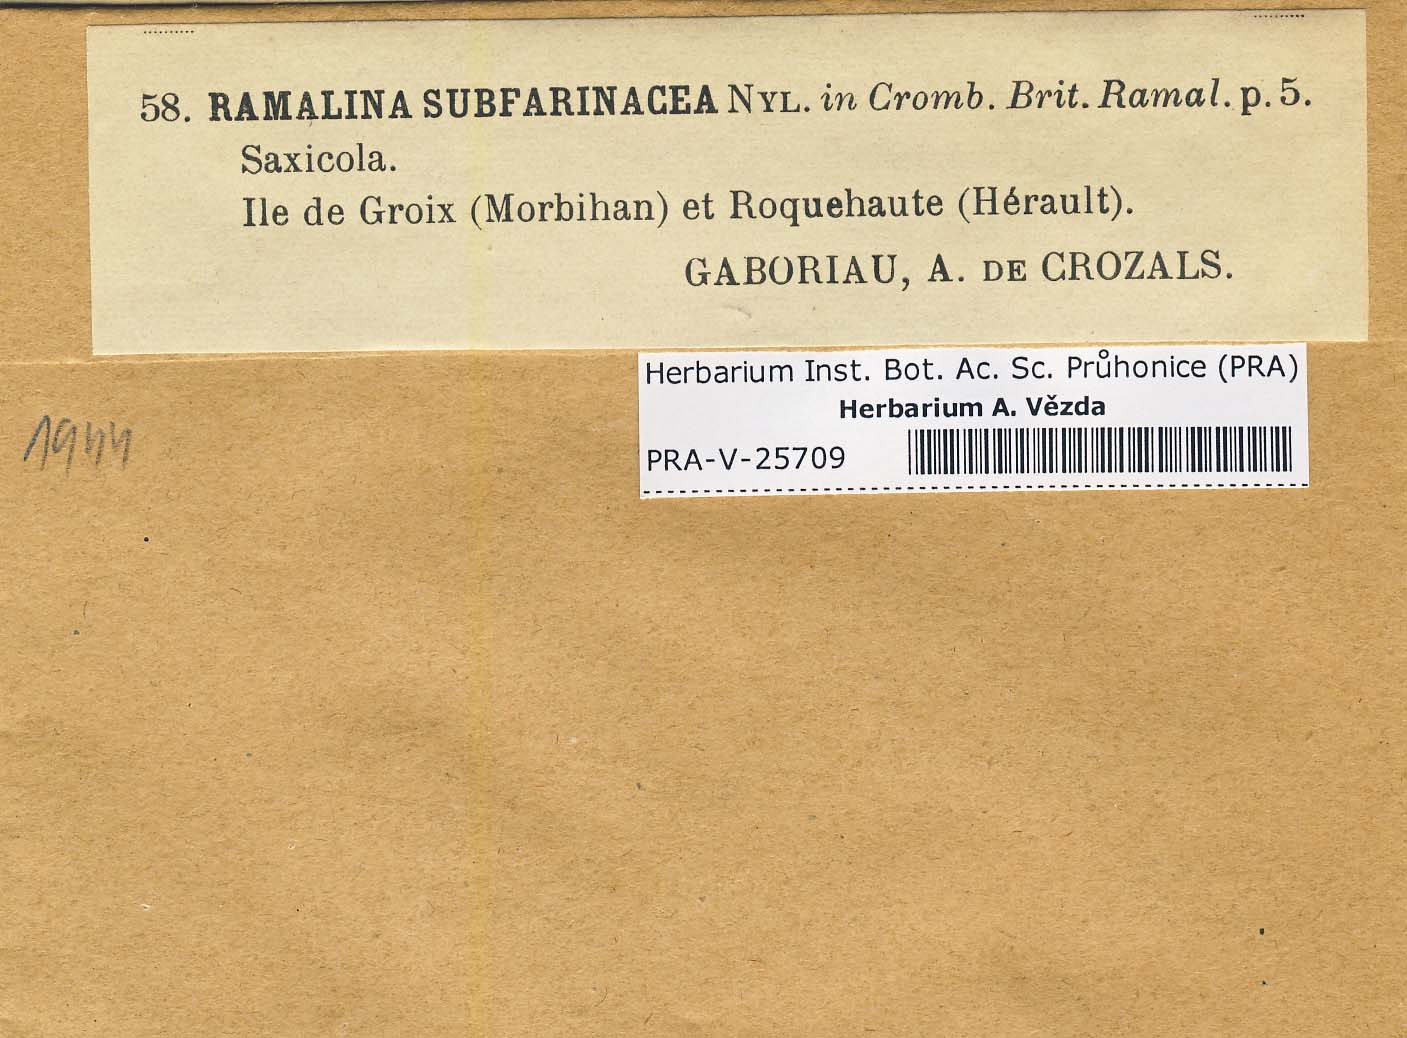 58. RAMALINA SUBFARINACEA NYL. in Cromb. Brit. Ramal. p. 5.
Saxicola.
Ile de Groix (Morbihan) et Roquehaute (Hérault).
GABORIAU, A. DE CROZALS.
Herbarium Inst. Bot. Ac. Sc. Průhonice (PRA)
Herbarium A. Vězda
PRA-V-25709
1944